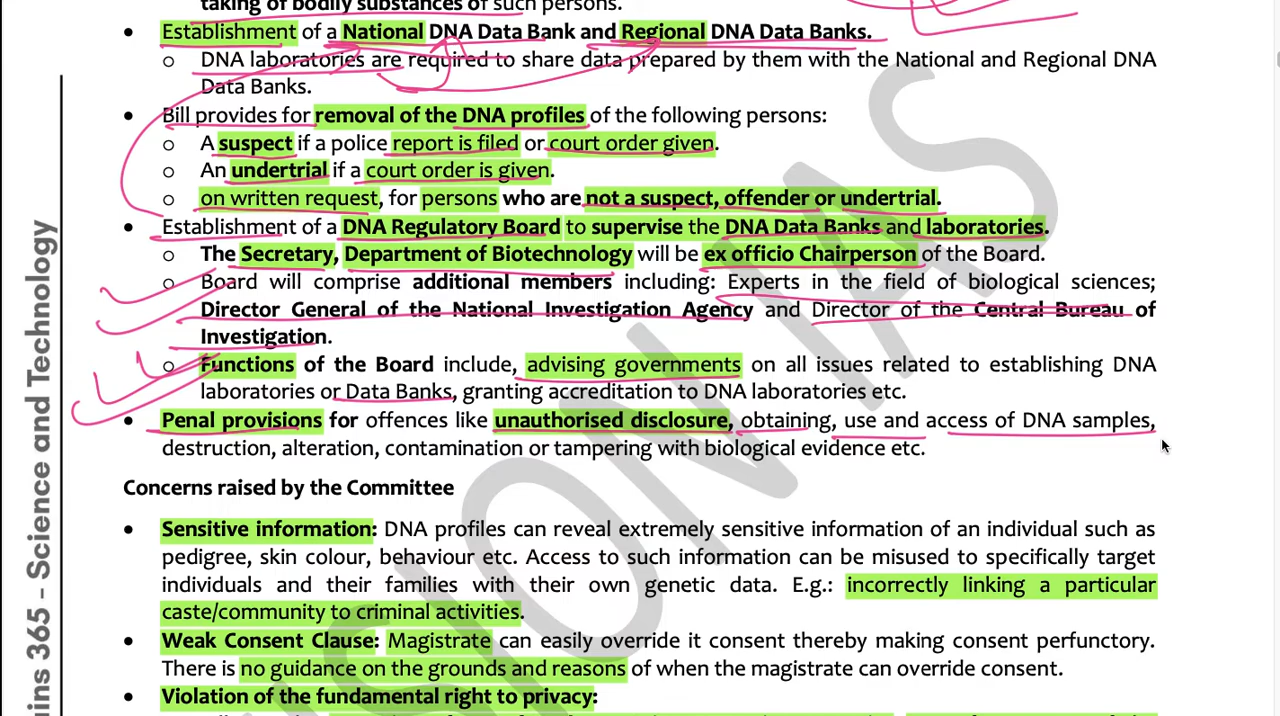 taking of bodily substances of such persons.
• Establishment of a National DNA Data Bank and Regional DNA Data Banks.
o DNA laboratories are required to share data prepared by them with the National and Regional DNA
Data Banks.
• Bill provides for removal of the DNA profiles of the following persons:
o A suspect if a police report is filed or court order given.
o An undertrial if a court order is given.
o on written request, for persons who are not a suspect, offender or undertrial.
• Establishment of a DNA Regulatory Board to supervise the DNA Data Banks and laboratories.
o The Secretary, Department of Biotechnology will be ex officio Chairperson of the Board.
o Board will comprise additional members including: Experts in the field of biological sciences;
Director General of the National Investigation Agency and Director of the Central Bureau of
Investigation.
o Functions of the Board include, advising governments on all issues related to establishing DNA
laboratories or Data Banks, granting accreditation to DNA laboratories etc.
• Penal provisions for offences like unauthorised disclosure, obtaining, use and access of DNA samples,
destruction, alteration, contamination or tampering with biological evidence etc.
Concerns raised by the Committee
• Sensitive information: DNA profiles can reveal extremely sensitive information of an individual such as
pedigree, skin colour, behaviour etc. Access to such information can be misused to specifically target
individuals and their families with their own genetic data. E.g.: incorrectly linking a particular
caste/community to criminal activities.
• Weak Consent Clause: Magistrate can easily override it consent thereby making consent perfunctory.
There is no guidance on the grounds and reasons of when the magistrate can override consent.
• Violation of the fundamental right to privacy:
ains 365 - Science and Technology
SION IAS